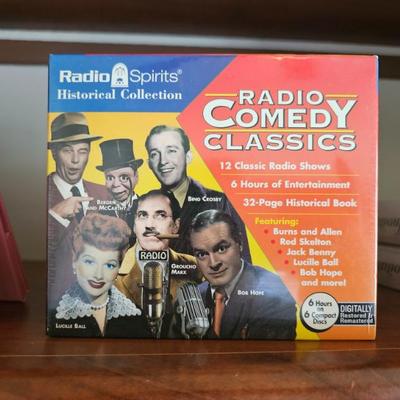 Radio Spirits®
Historical Collection
RADIO
COMEDY
CLASSICS
12 Classic Radio Shows
6 Hours of Entertainment
32-Page Historical Book
Featuring:
• Burns and Allen
• Red Skelton
• Jack Benny
• Lucille Ball
• Bob Hope
and more!
6 Hours
on
6 Compact
Discs
DIGITALLY
Restored &
Remastered
BERGEN
AND MCCARTHY
BING CROSBY
RADIO
GROUCHO
MARX
BOB HOPE
LUCILLE BALL